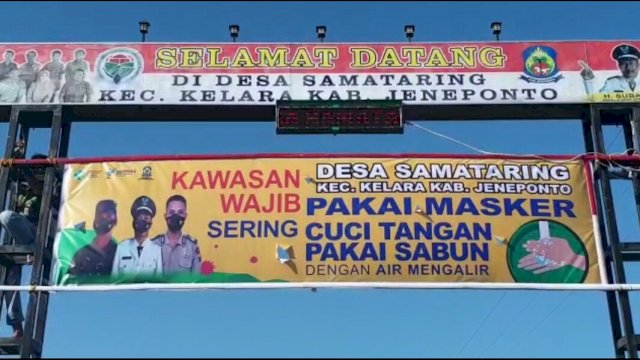 SELAMAT DATANG
DI DESA SAMATARING
KEC. KELARA KAB. JENEPONTO
DESA SAMATARING
KEC. KELARA KAB. JENEPONTO
KAWASAN
WAJIB PAKAI MASKER
SERING CUCI TANGAN
PAKAI SABUN
DENGAN AIR MENGALIR